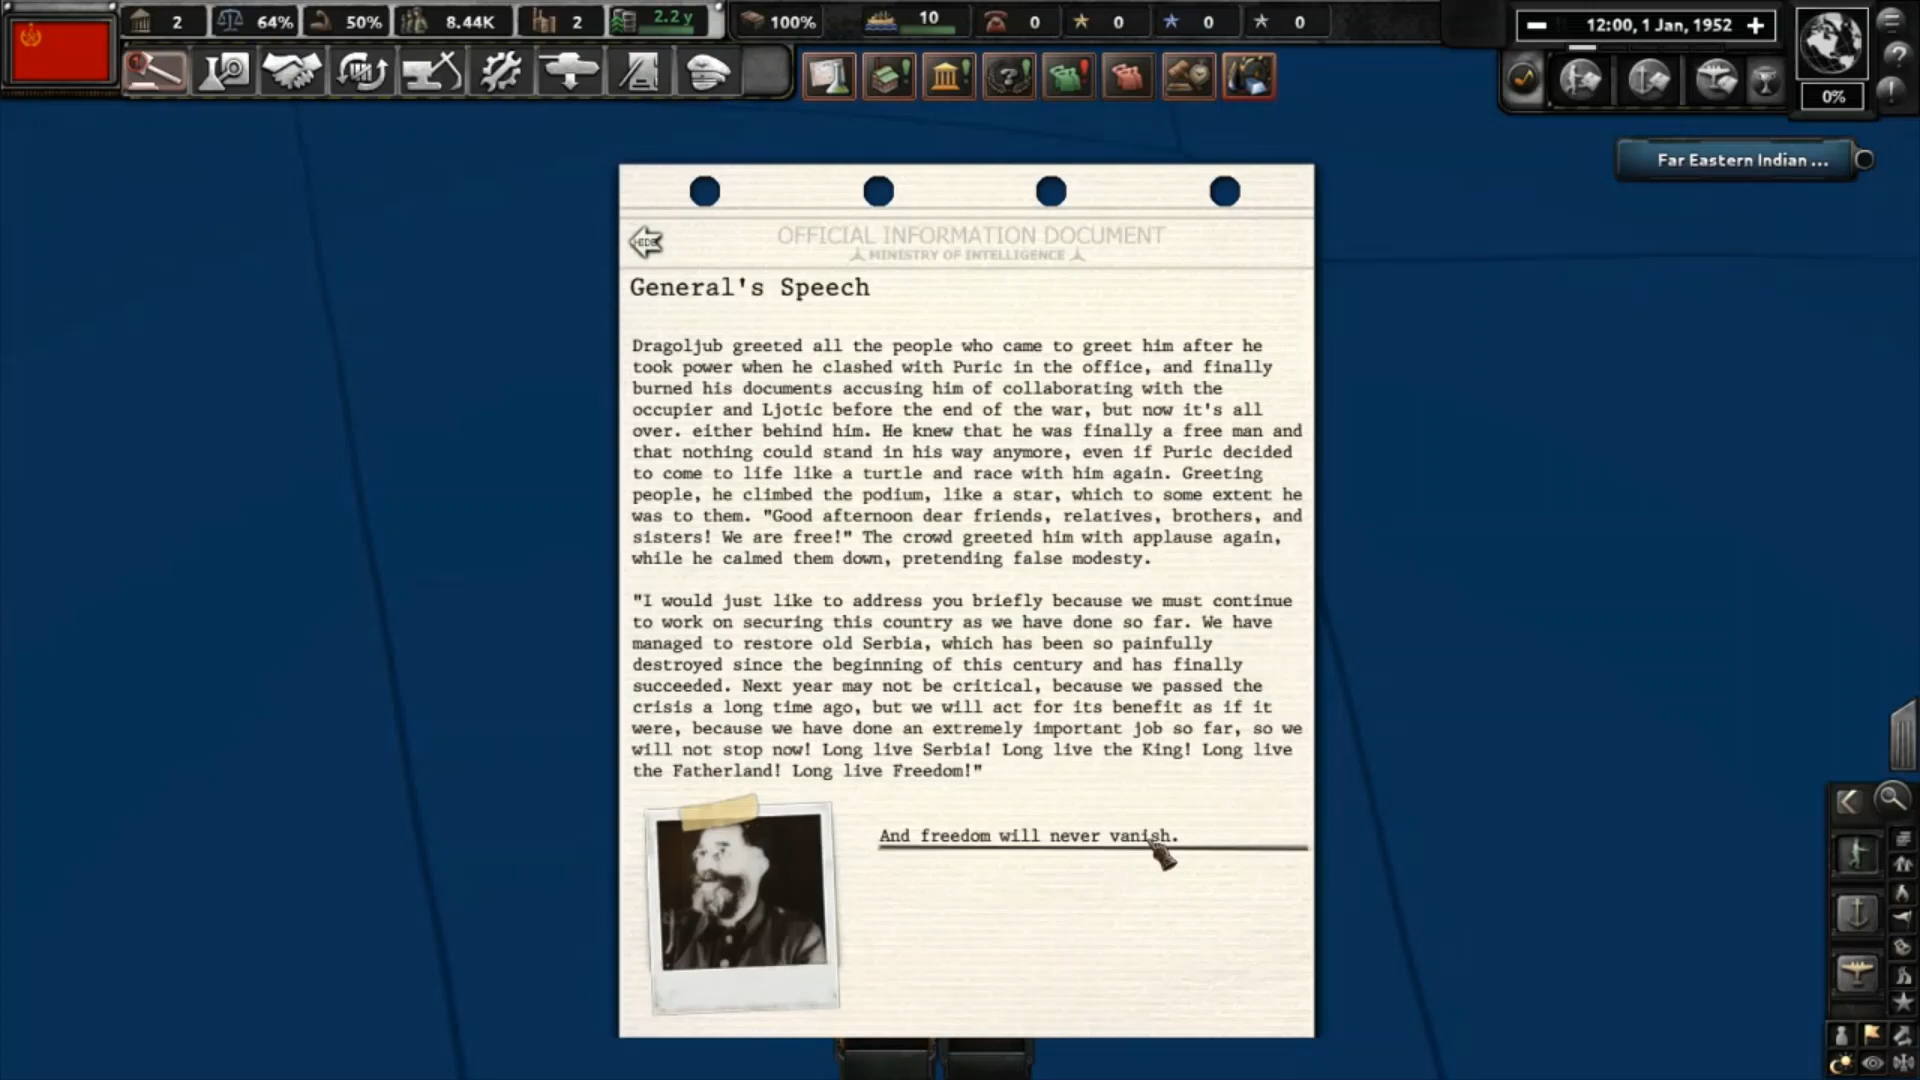 2
64%
50%
8.44K
2
2.2 y
100%
10
0
0
0
0
12:00, 1 Jan, 1952
0%
Far Eastern Indian ...
HIDE
OFFICIAL INFORMATION DOCUMENT
MINISTRY OF INTELLIGENCE
General's Speech
Dragoljub greeted all the people who came to greet him after he
took power when he clashed with Puric in the office, and finally
burned his documents accusing him of collaborating with the
occupier and Ljotic before the end of the war, but now it's all
over. either behind him. He knew that he was finally a free man and
that nothing could stand in his way anymore, even if Puric decided
to come to life like a turtle and race with him again. Greeting
people, he climbed the podium, like a star, which to some extent he
was to them. "Good afternoon dear friends, relatives, brothers, and
sisters! We are free!" The crowd greeted him with applause again,
while he calmed them down, pretending false modesty.
"I would just like to address you briefly because we must continue
to work on securing this country as we have done so far. We have
managed to restore old Serbia, which has been so painfully
destroyed since the beginning of this century and has finally
succeeded. Next year may not be critical, because we passed the
crisis a long time ago, but we will act for its benefit as if it
were, because we have done an extremely important job so far, so we
will not stop now! Long live Serbia! Long live the King! Long live
the Fatherland! Long live Freedom!"
And freedom will never vanish.